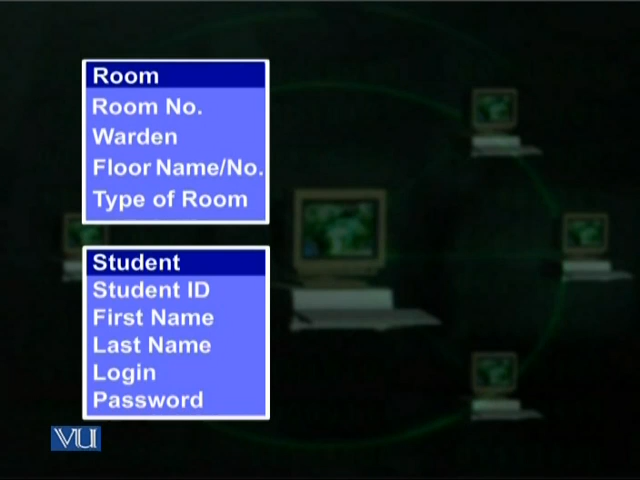 Room
Room No.
Warden
Floor Name/No.
Type of Room
Student
Student ID
First Name
Last Name
Login
Password
VU